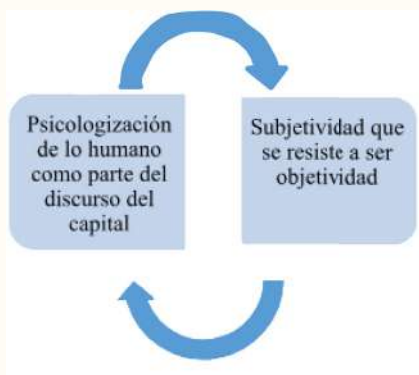 Psicologización
de lo humano
como parte del
discurso del
capital
Subjetividad que
se resiste a ser
objetividad